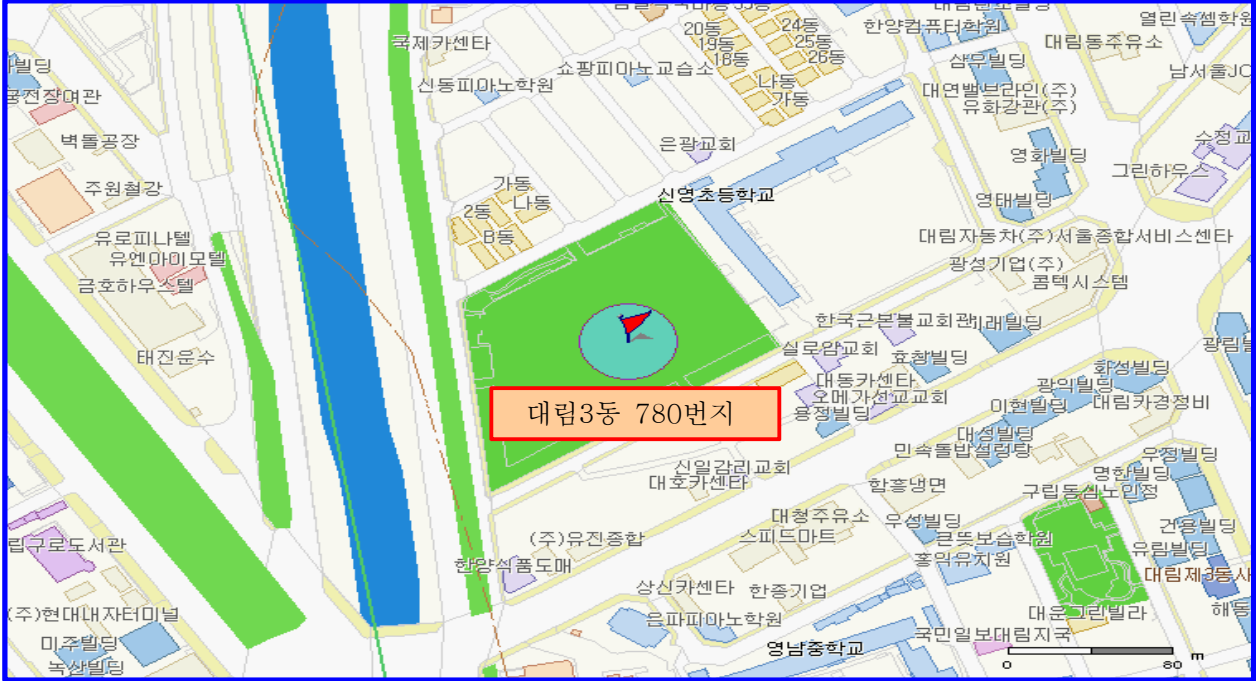 국제카센타
20동
19동
18동
24동
25동
26동
한양컴퓨터학원
대림동주유소
열린속셈학원
삼우빌딩
남서울JC
신동피아노학원
쇼팡피아노교습소
나동
가동
대연밸브라인(주)
유화강관(주)
벽돌공장
은광교회
영화빌딩
순정교
그린하우스
주원철강
가동
나동
2동
B동
신영초등학교
영태빌딩
유로피나텔
유엔아이모텔
금호하우스텔
대림자동차(주)서울종합서비스센타
광성기업(주)
콤텍시스템
한국근본불교회관
미래빌딩
태진운수
실로암교회
효창빌딩
대동카센타
오메가선교교회
용정빌딩
화성빌딩
광익빌딩
이현빌딩
대림카경정비
대림3동 780번지
대성빌딩
민속돌밥설렁탕
우정빌딩
신일감리교회
대호카센타
함흥냉면
명한빌딩
구립동심노인정
대청주유소
스피드마트
우성빌딩
큰뜻보습학원
홍익유치원
건용빌딩
유림빌딩
(주)유진종합
한양식품도매
립구로도서관
대림제3동사
상신카센타
한종기업
은파피아노학원
대운그린빌라
해동
(주)현대내자터미널
미주빌딩
녹산빌딩
영남중학교
국민일보대림지국
0 80 m